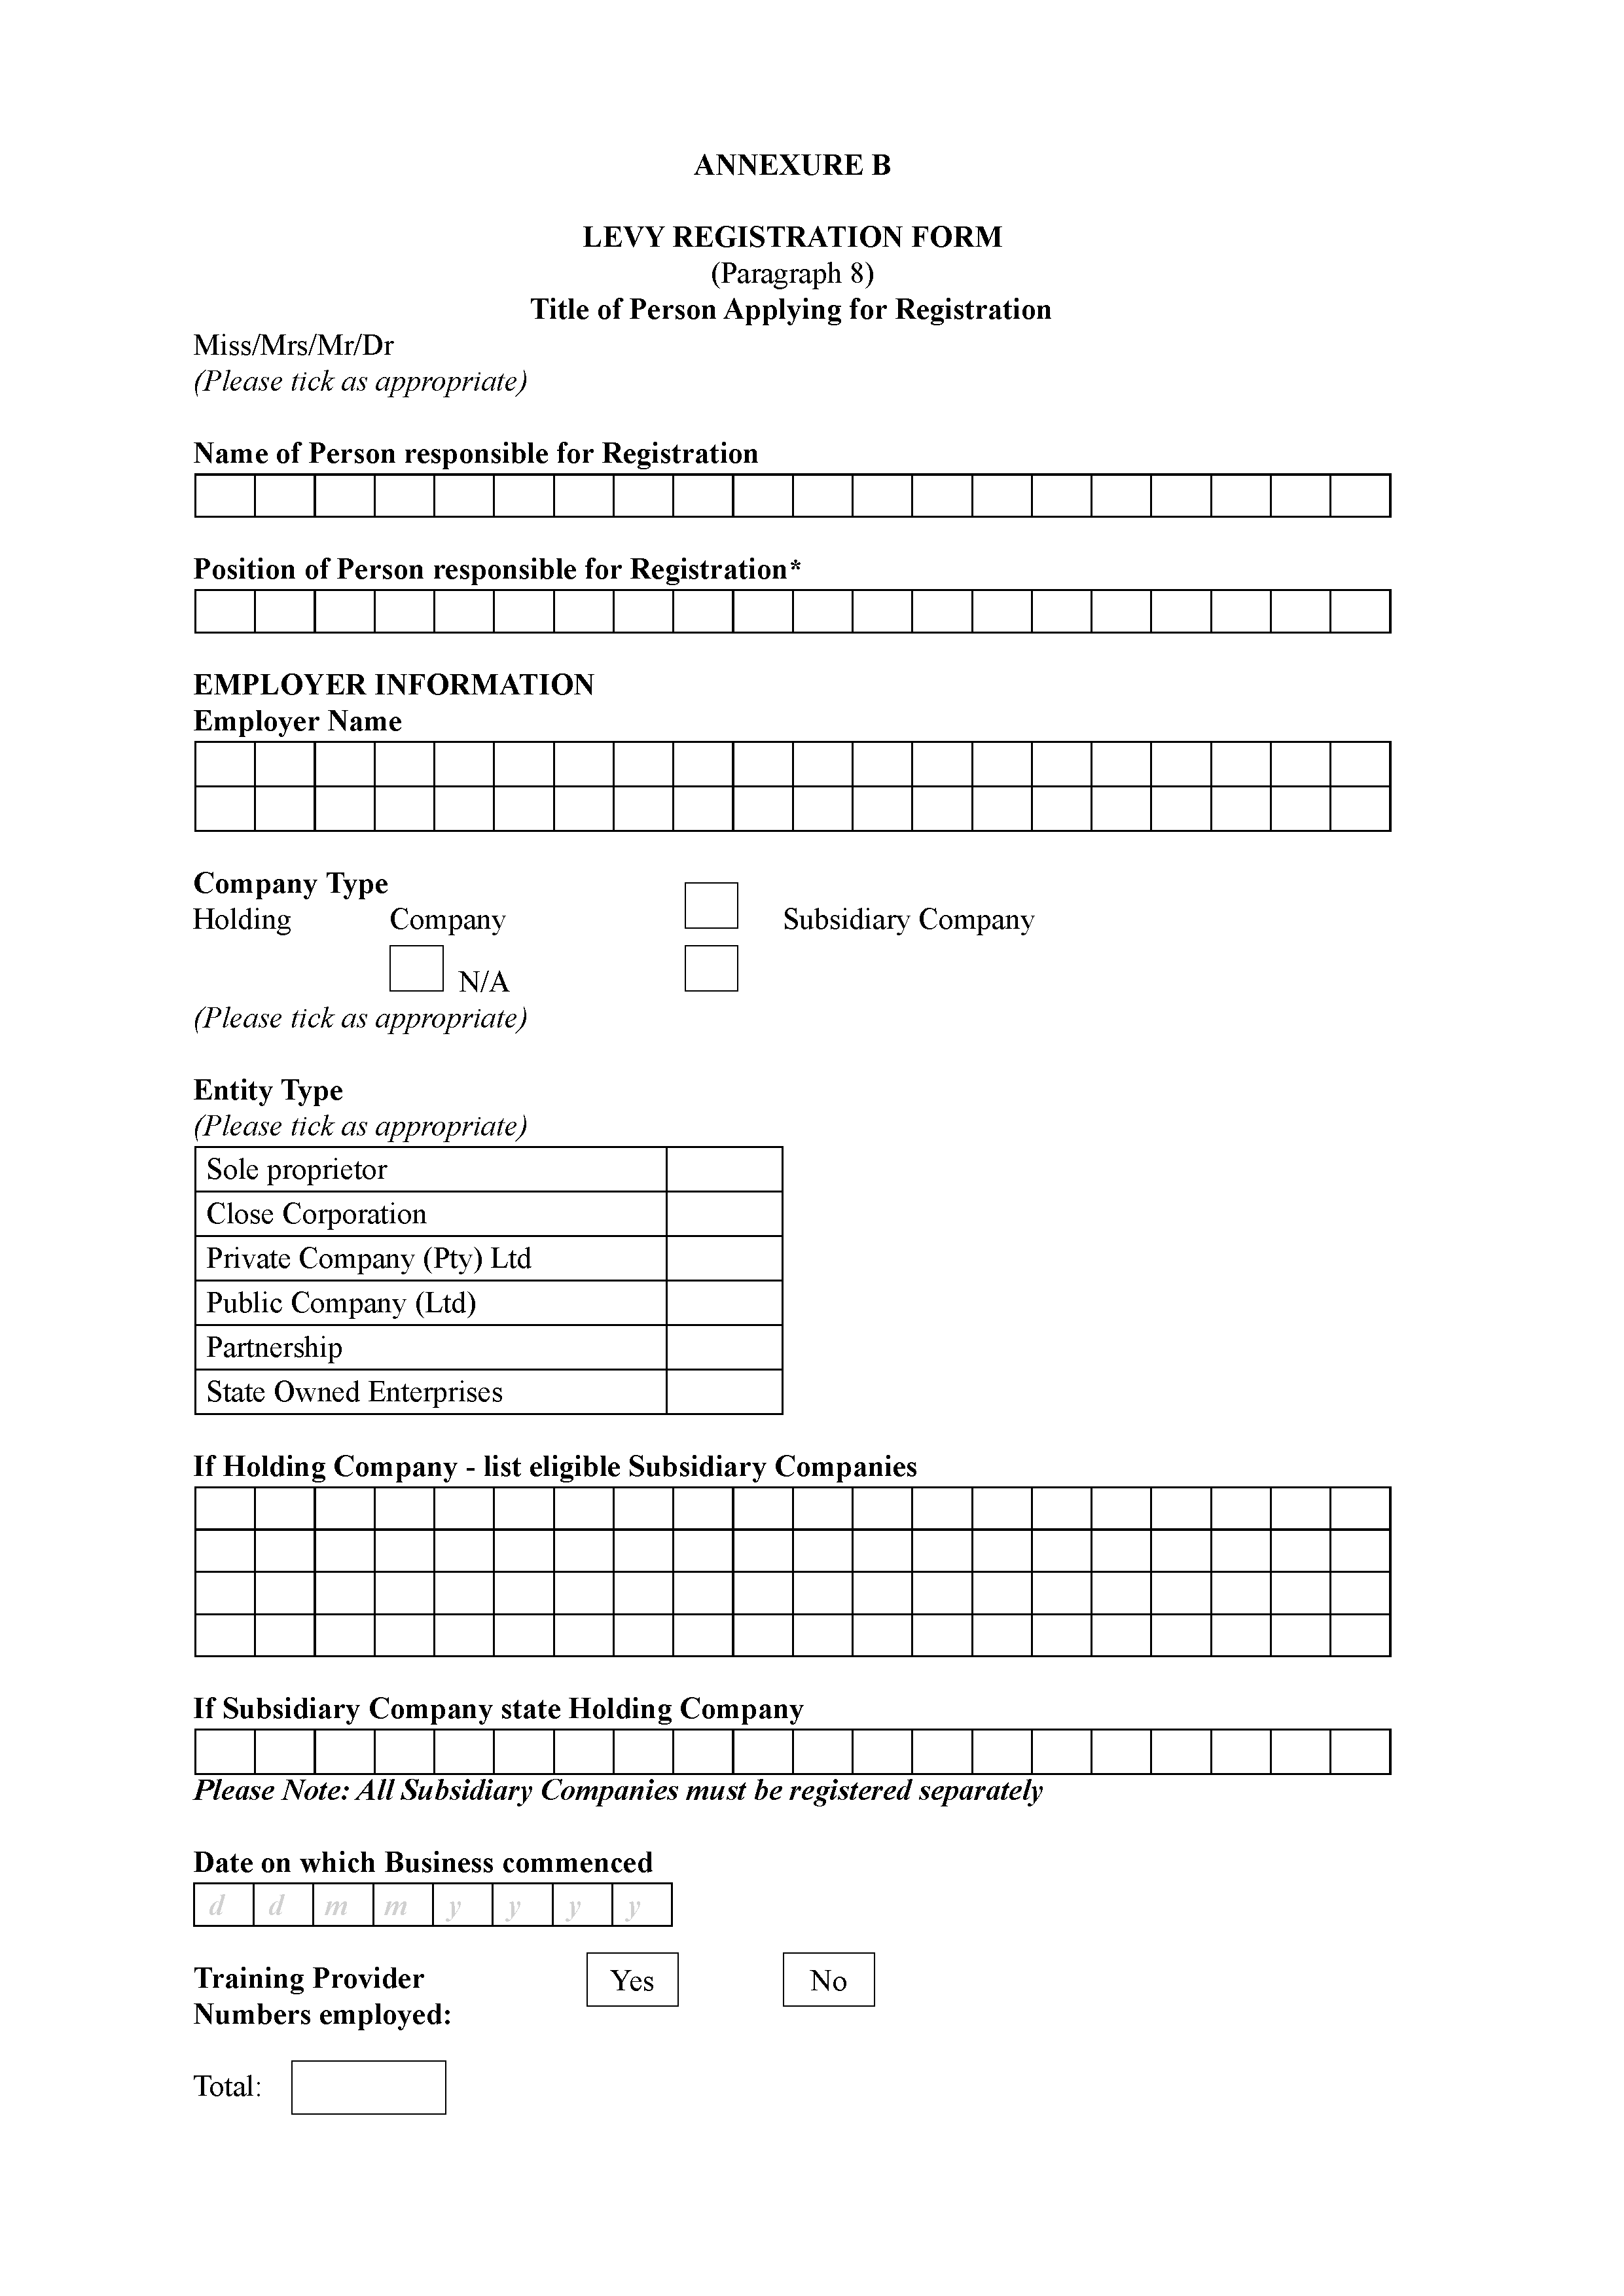 ANNEXURE B
LEVY REGISTRATION FORM
(Paragraph 8)
Title of Person Applying for Registration
Miss/Mrs/Mr/Dr
(Please tick as appropriate)
Name of Person responsible for Registration
Position of Person responsible for Registration*
EMPLOYER INFORMATION
Employer Name
Company Type
Holding Company Subsidiary Company
N/A
(Please tick as appropriate)
Entity Type
(Please tick as appropriate)
Sole proprietor
Close Corporation
Private Company (Pty) Ltd
Public Company (Ltd)
Partnership
State Owned Enterprises
If Holding Company - list eligible Subsidiary Companies
If Subsidiary Company state Holding Company
Please Note: All Subsidiary Companies must be registered separately
Date on which Business commenced
d d m m y y y y
Training Provider Yes No
Numbers employed:
Total: